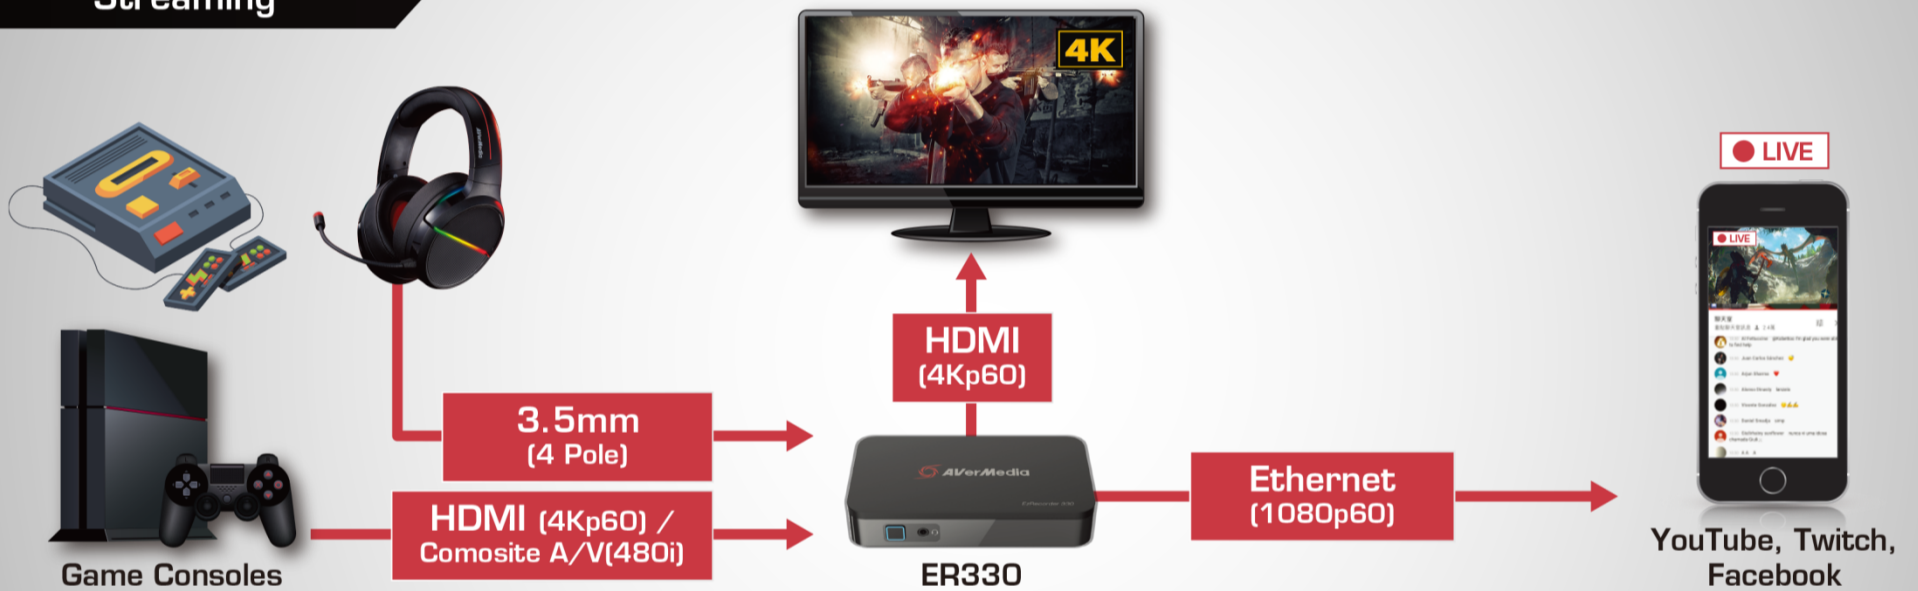 Streaming
4K
LIVE
LIVE
HDMI
(4Kp60)
3.5mm
(4 Pole)
AVerMedia
HDMI (4Kp60) /
Comosite A/V(480i)
Ethernet
(1080p60)
Game Consoles
ER330
YouTube, Twitch,
Facebook